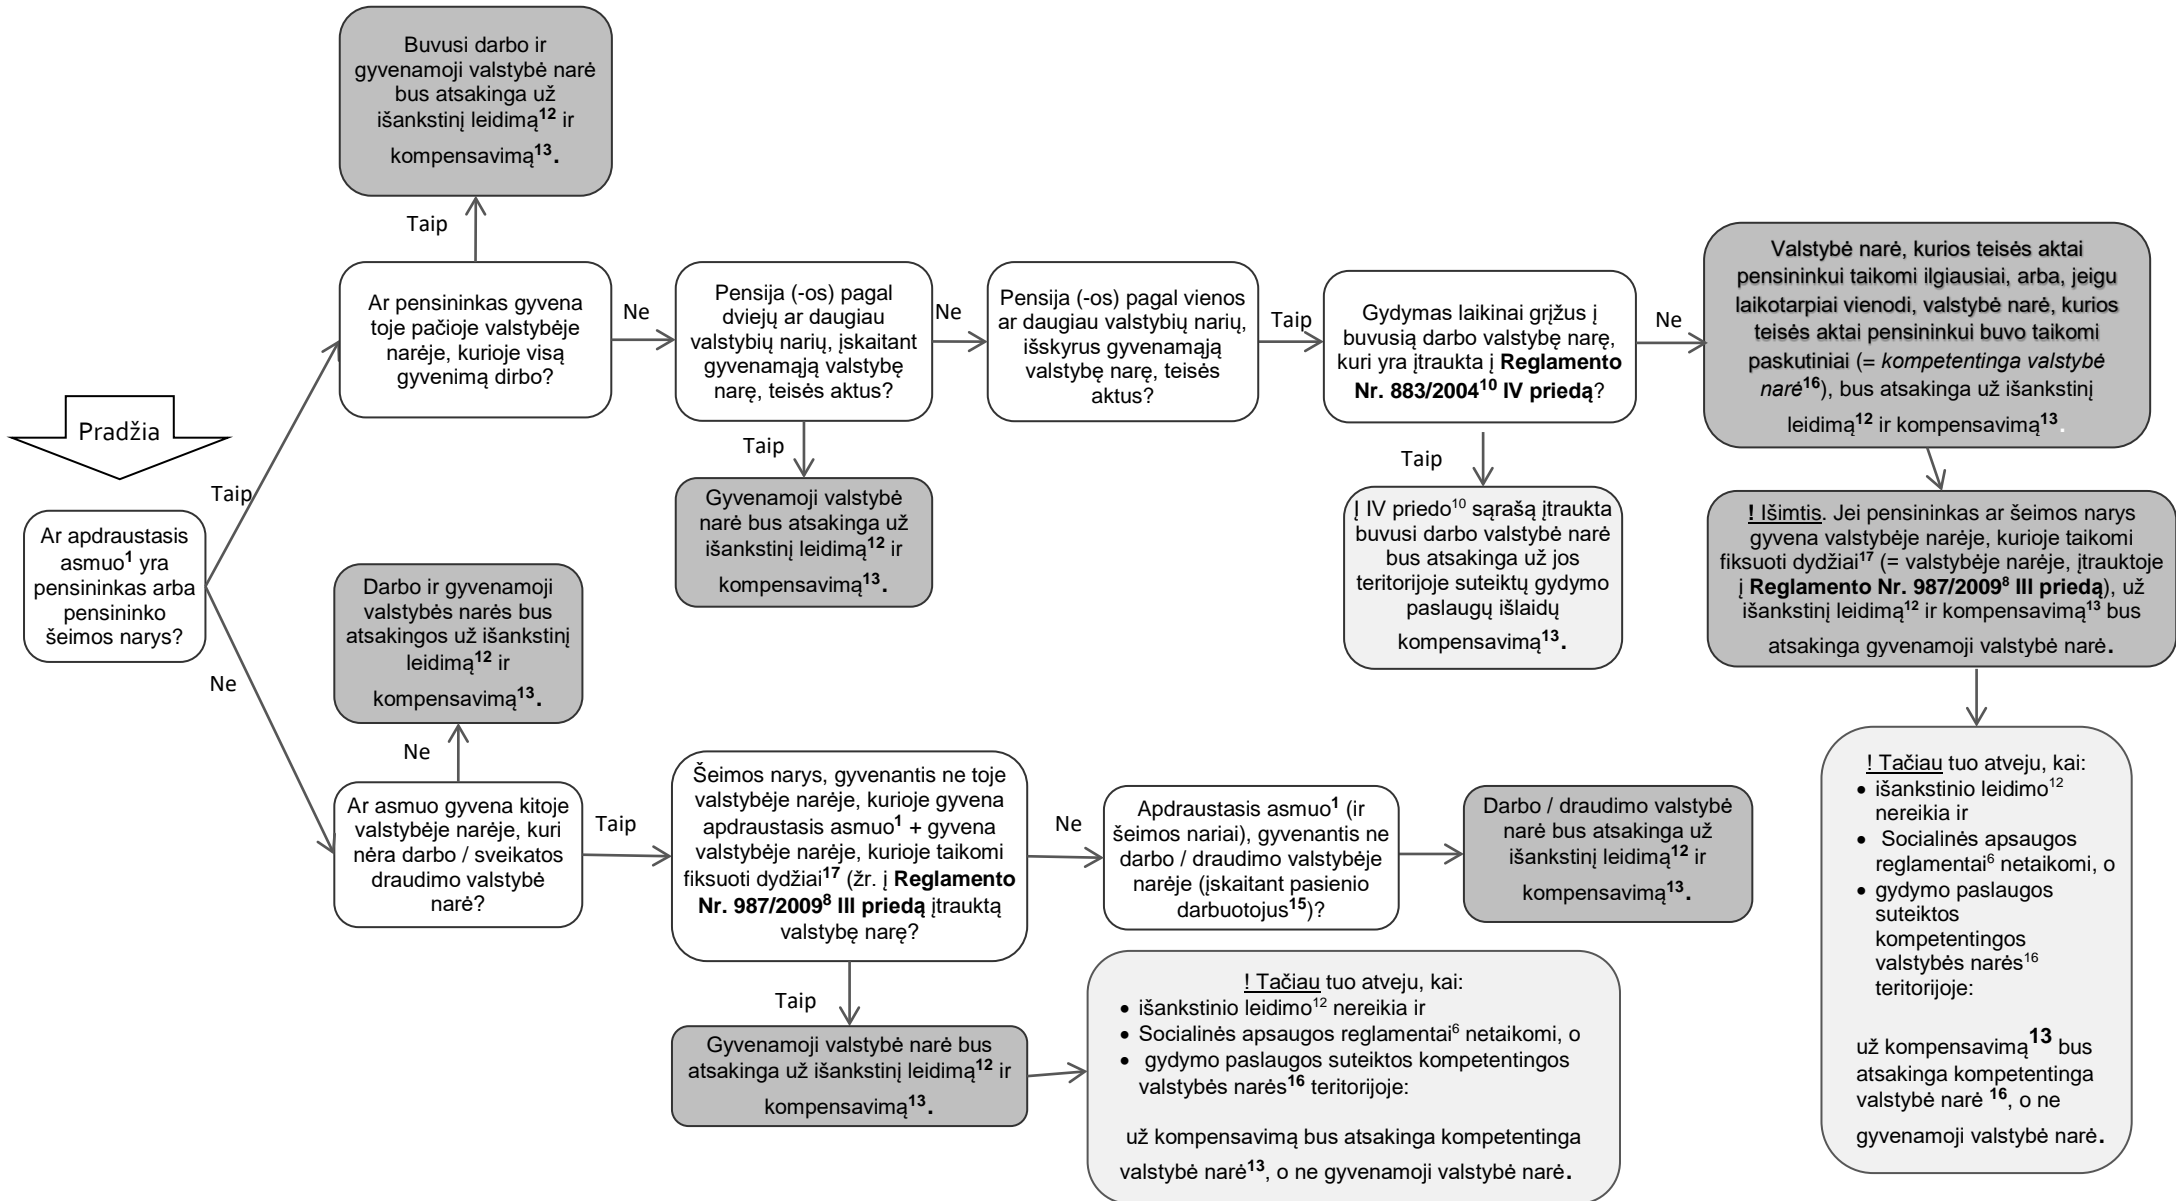 Buvusi darbo ir
gyvenamoji valstybė narė
bus atsakinga už
išankstinį leidimą¹² ir
kompensavimą¹³.
Taip
Ar pensininkas gyvena
toje pačioje valstybėje
narėje, kurioje visą
gyvenimą dirbo?
Ne
Pensija (-os) pagal
dviejų ar daugiau
valstybių narių, įskaitant
gyvenamąją valstybę
narę, teisės aktus?
Ne
Pensija (-os) pagal vienos
ar daugiau valstybių narių,
išskyrus gyvenamąją
valstybę narę, teisės
aktus?
Taip
Gydymas laikinai grįžus į
buvusią darbo valstybę narę,
kuri yra įtraukta į Reglamento
Nr. 883/2004¹⁰ IV priedą?
Ne
Valstybė narė, kurios teisės aktai
pensininkui taikomi ilgiausiai, arba, jeigu
laikotarpiai vienodi, valstybė narė, kurios
teisės aktai pensininkui buvo taikomi
paskutiniai (= kompetentinga valstybė
narė¹⁶), bus atsakinga už išankstinį
leidimą¹² ir kompensavimą¹³.
Pradžia
Taip
Gyvenamoji valstybė
narė bus atsakinga už
išankstinį leidimą¹² ir
kompensavimą¹³.
Taip
Į IV priedo¹⁰ sąrašą įtraukta
buvusi darbo valstybė narė
bus atsakinga už jos
teritorijoje suteiktų gydymo
paslaugų išlaidų
kompensavimą¹³.
! Išimtis. Jei pensininkas ar šeimos narys
gyvena valstybėje narėje, kurioje taikomi
fiksuoti dydžiai¹⁷ (= valstybėje narėje, įtrauktoje
į Reglamento Nr. 987/2009⁸ III priedą), už
išankstinį leidimą¹² ir kompensavimą¹³ bus
atsakinga gyvenamoji valstybė narė.
Taip
Ar apdraustasis
asmuo¹ yra
pensininkas arba
pensininko
šeimos narys?
Ne
Darbo ir gyvenamoji
valstybės narės bus
atsakingos už išankstinį
leidimą¹² ir
kompensavimą¹³.
Ne
Ar asmuo gyvena kitoje
valstybėje narėje, kuri
nėra darbo / sveikatos
draudimo valstybė
narė?
Taip
Šeimos narys, gyvenantis ne toje
valstybėje narėje, kurioje gyvena
apdraustasis asmuo¹ + gyvena
valstybėje narėje, kurioje taikomi
fiksuoti dydžiai¹⁷ (žr. į Reglamento
Nr. 987/2009⁸ III priedą įtrauktą
valstybę narę?
Ne
Apdraustasis asmuo¹ (ir
šeimos nariai), gyvenantis ne
darbo / draudimo valstybėje
narėje (įskaitant pasienio
darbuotojus¹⁵)?
Darbo / draudimo valstybė
narė bus atsakinga už
išankstinį leidimą¹² ir
kompensavimą¹³.
Taip
Gyvenamoji valstybė narė bus
atsakinga už išankstinį leidimą¹² ir
kompensavimą¹³.
! Tačiau tuo atveju, kai:
• išankstinio leidimo¹² nereikia ir
• Socialinės apsaugos reglamentai⁶ netaikomi, o
• gydymo paslaugos suteiktos kompetentingos
valstybės narės¹⁶ teritorijoje:
už kompensavimą bus atsakinga kompetentinga
valstybė narė¹³, o ne gyvenamoji valstybė narė.
! Tačiau tuo atveju, kai:
• išankstinio leidimo¹²
nereikia ir
• Socialinės apsaugos
reglamentai⁶ netaikomi, o
• gydymo paslaugos
suteiktos
kompetentingos
valstybės narės¹⁶
teritorijoje:
už kompensavimą¹³ bus
atsakinga kompetentinga
valstybė narė ¹⁶, o ne
gyvenamoji valstybė narė.